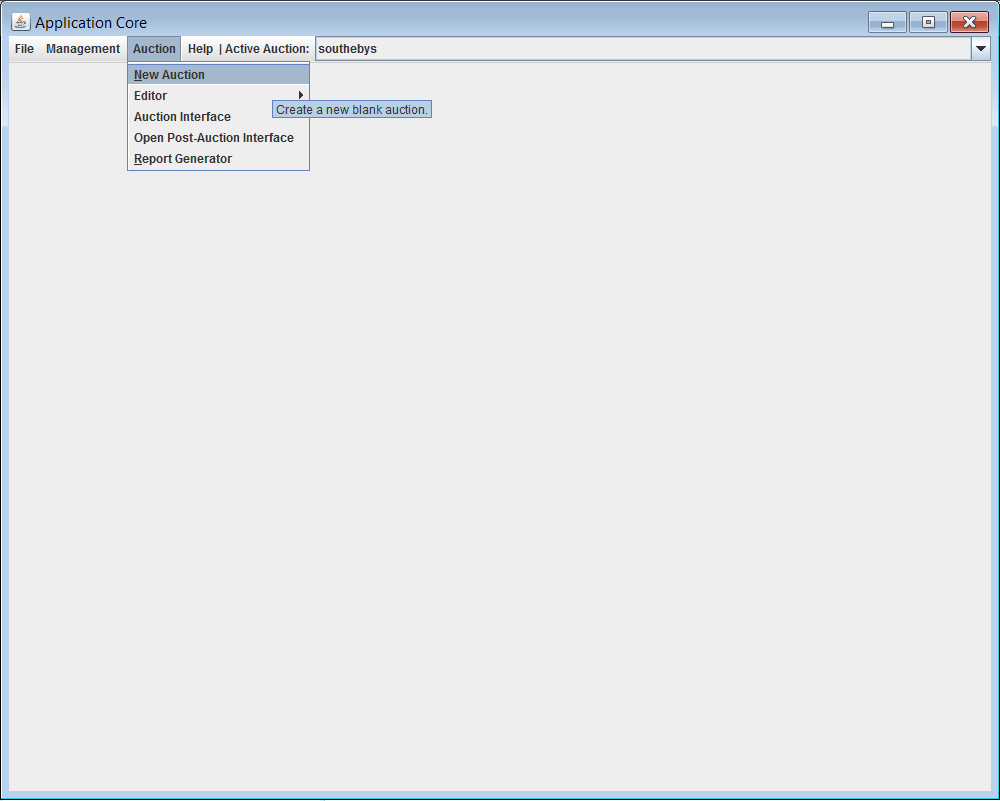 Application Core
File Management Auction Help | Active Auction: southebys
New Auction
Editor
Create a new blank auction.
Auction Interface
Open Post-Auction Interface
Report Generator